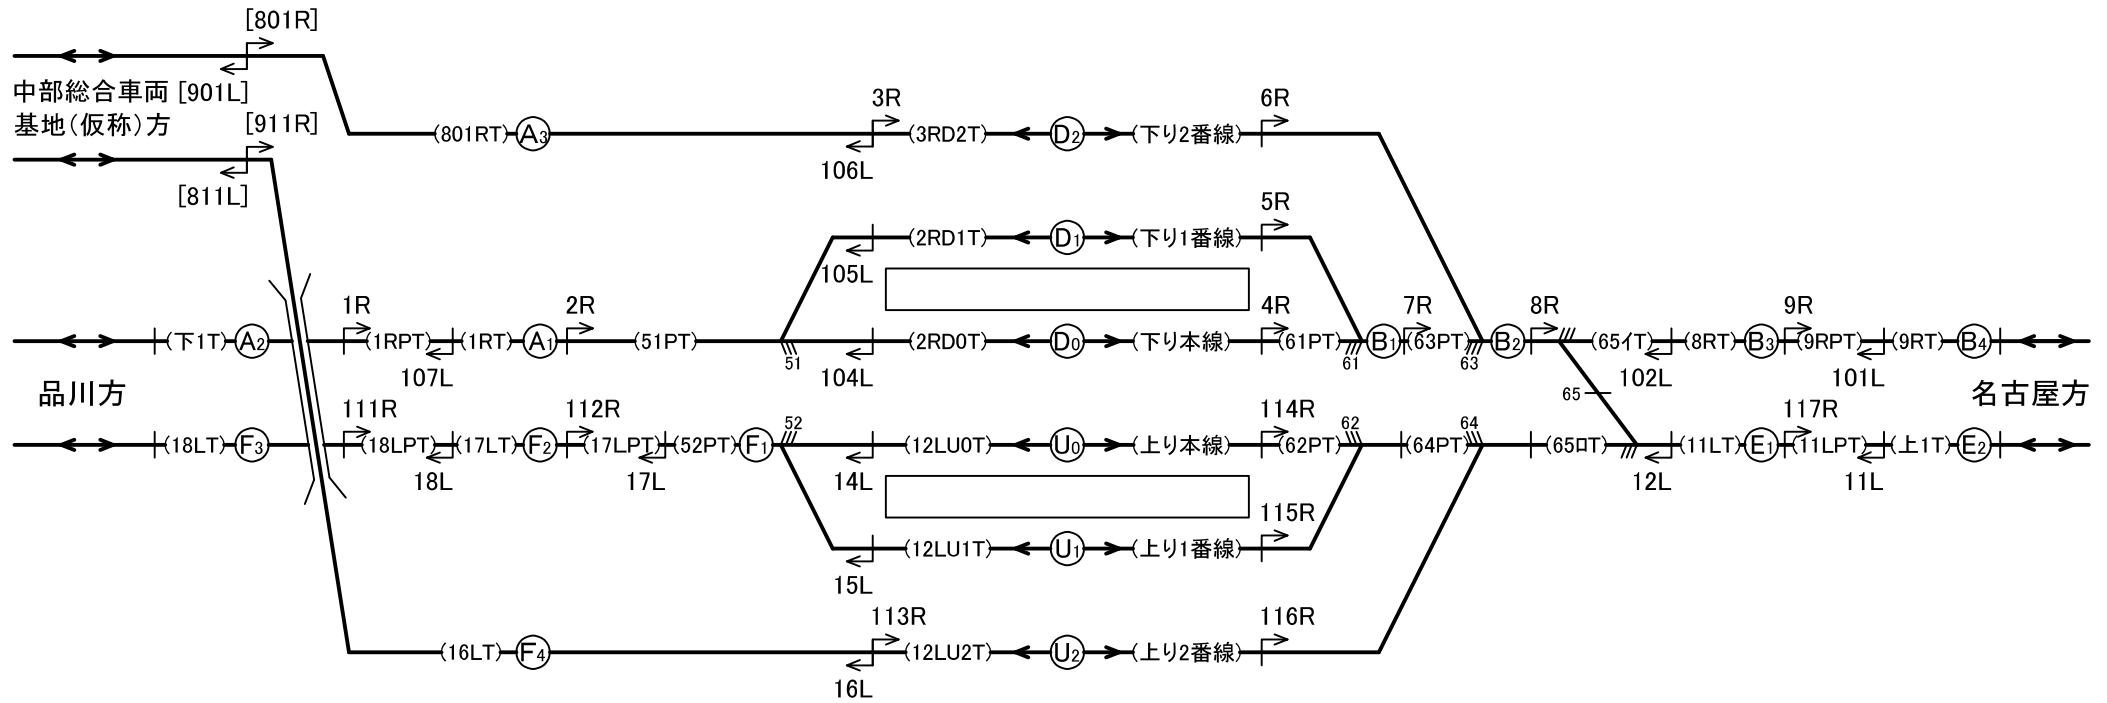 [801R]
中部総合車両 [901L]
基地(仮称)方
[911R]
[811L]
3R
6R
(801RT) A3
(3RD2T) D2 (下り2番線)
106L
5R
(2RD1T) D1 (下り1番線)
105L
1R
2R
4R
7R
8R
9R
(下1T) A2
(1RPT) (1RT) A1
(51PT)
(2RD0T) D0 (下り本線)
(61PT) B1 (63PT) B2
(65イT) (8RT) B3 (9RPT) (9RT) B4
51
61
63
107L
104L
102L
101L
品川方
65
名古屋方
111R
112R
52
114R
62
64
117R
(18LT) F3
(18LPT) (17LT) F2 (17LPT) (52PT) F1
(12LU0T) U0 (上り本線)
(62PT) (64PT) (65ロT)
(11LT) E1 (11LPT) (上1T) E2
18L
17L
14L
12L
11L
115R
(12LU1T) U1 (上り1番線)
15L
113R
116R
(16LT) F4
(12LU2T) U2 (上り2番線)
16L